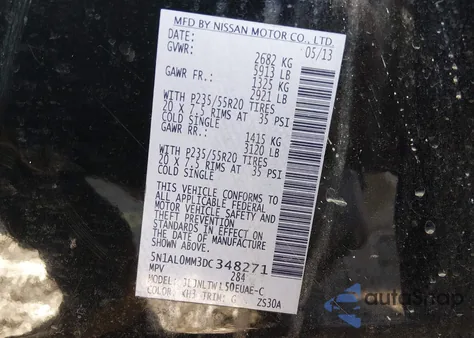 MFD BY NISSAN MOTOR CO., LTD.
DATE: 05/13
GVWR: 2682 KG
5913 LB
GAWR FR.: 1325 KG
2921 LB
WITH P235/55R20 TIRES
20 X 7.5 RIMS AT 35 PSI
COLD SINGLE
GAWR RR.: 1415 KG
3120 LB
WITH P235/55R20 TIRES
20 X 7.5 RIMS AT 35 PSI
COLD SINGLE
THIS VEHICLE CONFORMS TO
ALL APPLICABLE FEDERAL
MOTOR VEHICLE SAFETY AND
THEFT PREVENTION
STANDARDS IN EFFECT ON
THE DATE OF MANUFACTURE
SHOWN ABOVE.
5N1AL0MM3DC348271
MPV 284
MODEL:
COLOR: KH3 TRIM: G ZS30A
autoSnap